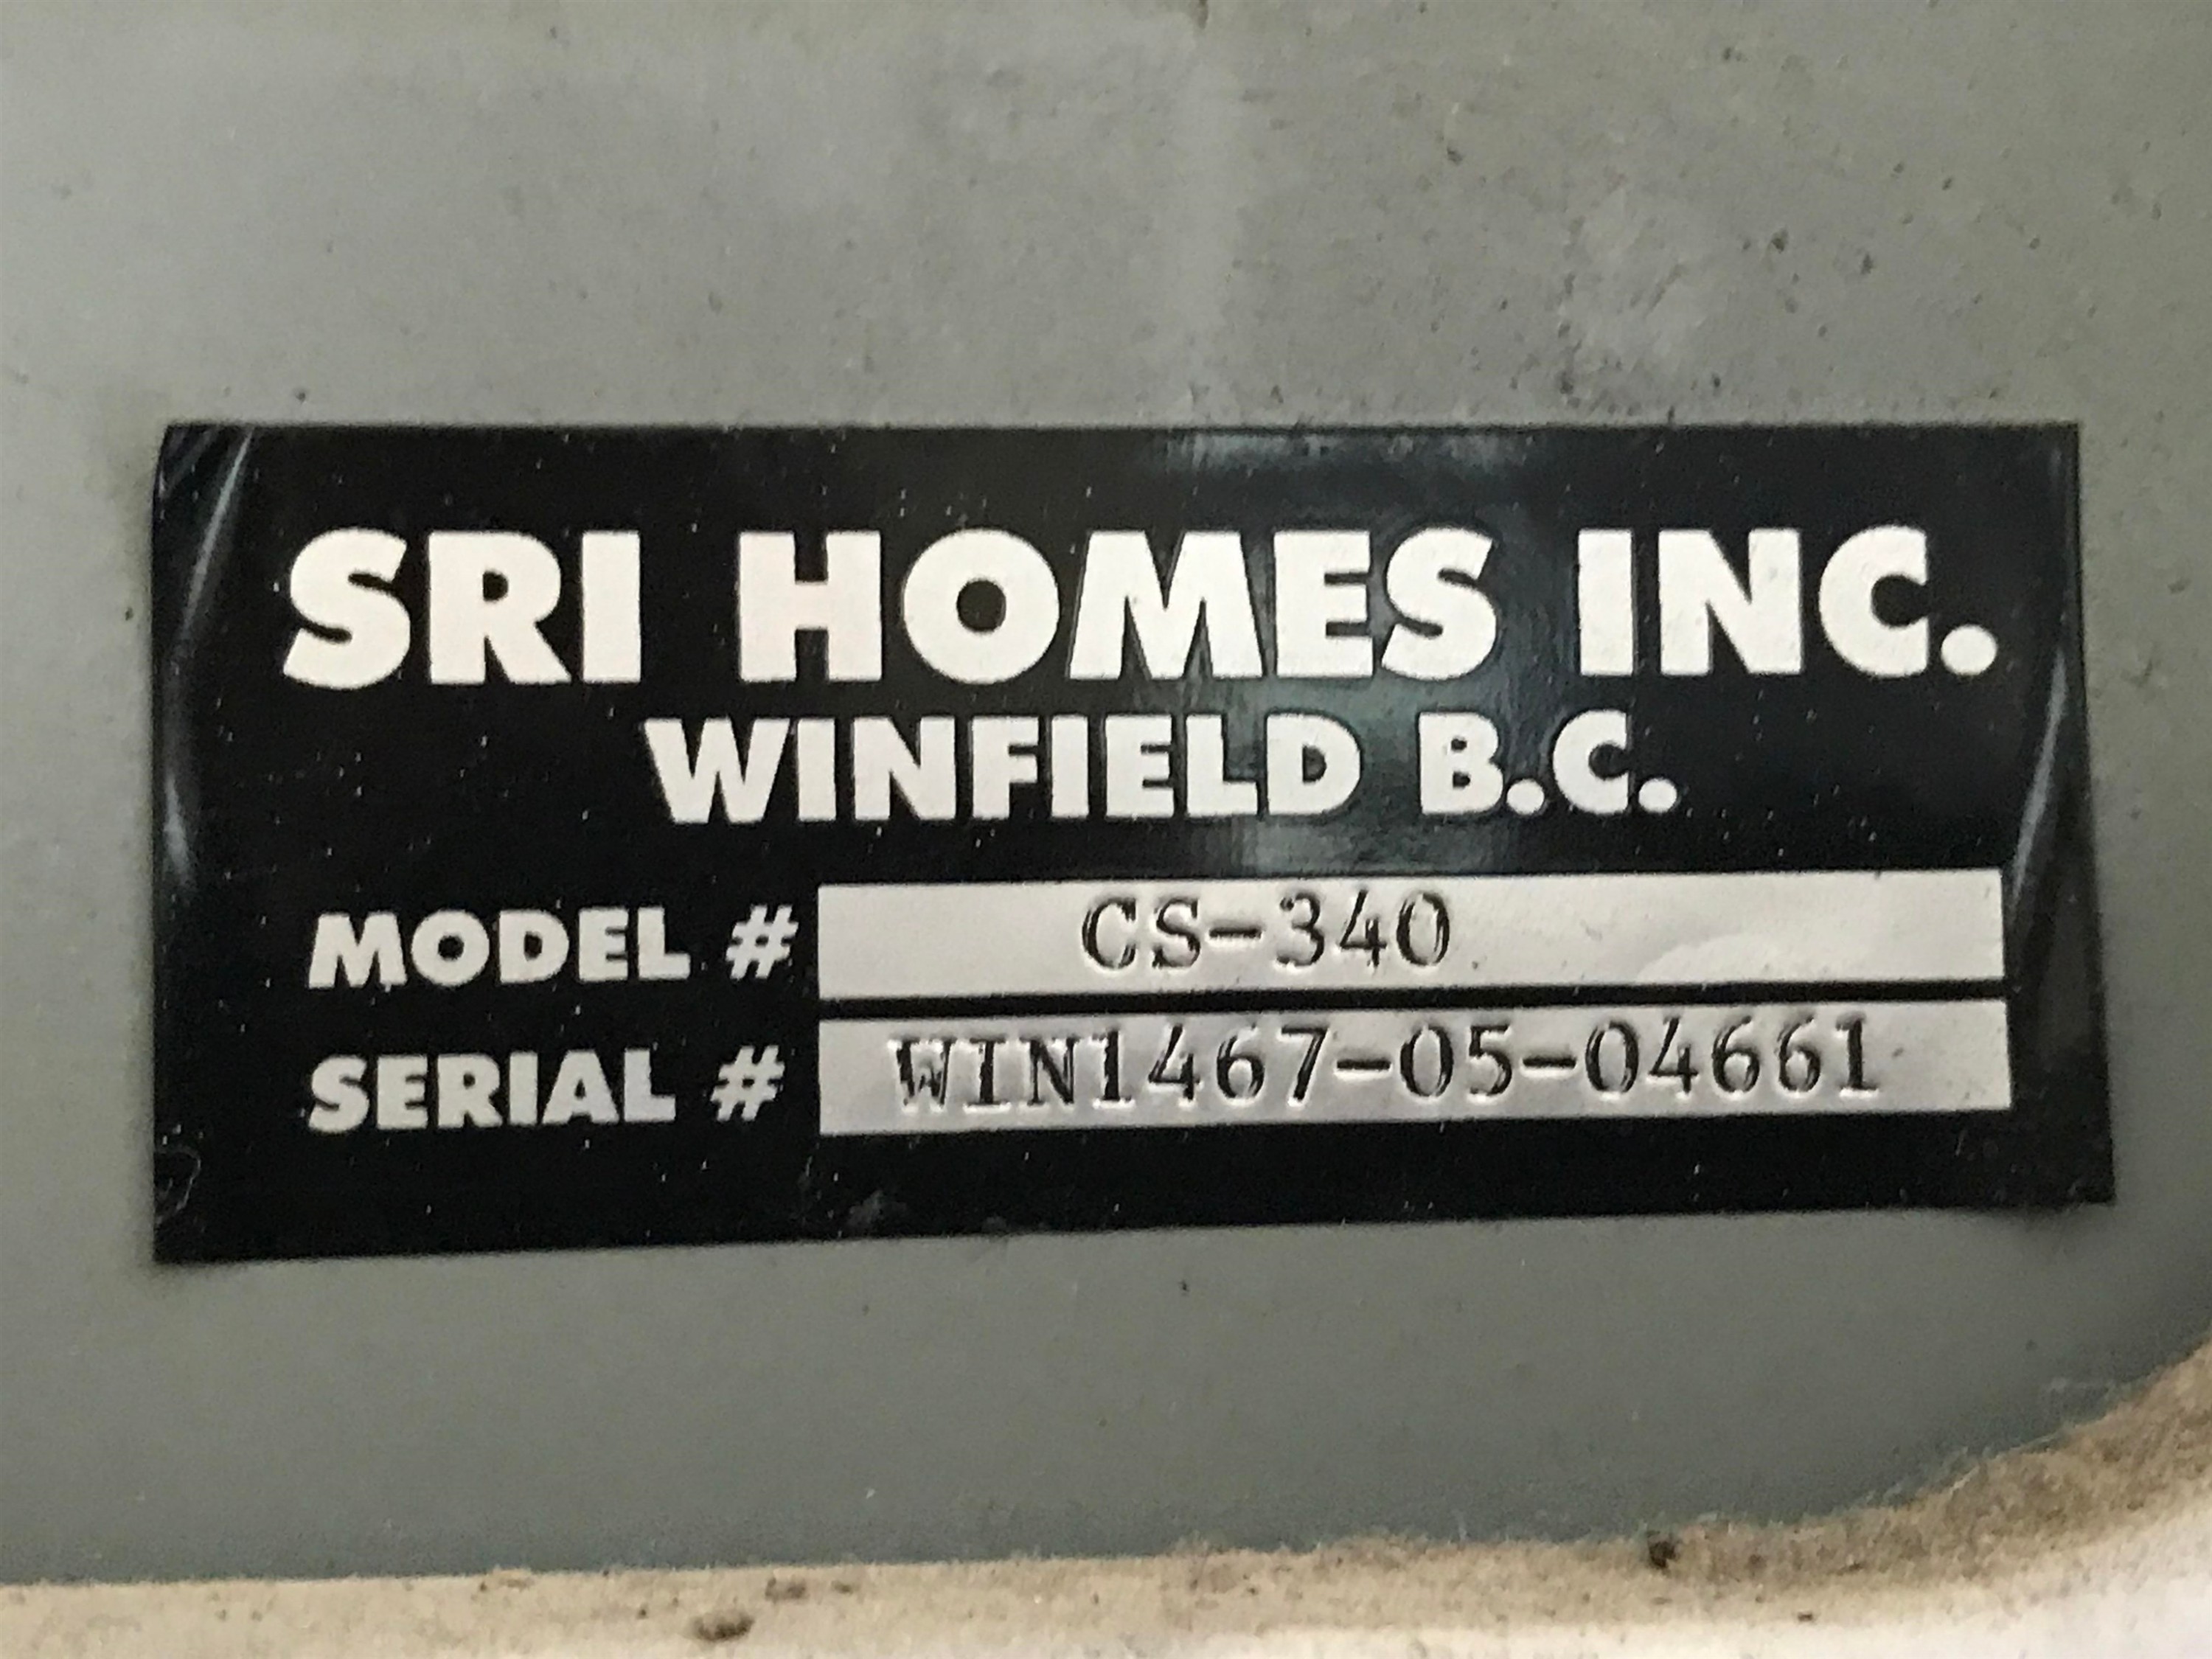 SRI HOMES INC.
WINFIELD B.C.
MODEL # CS-340
SERIAL # WIN1467-05-04661